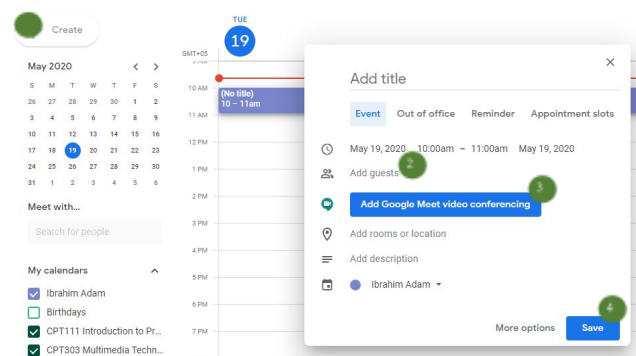 Create
TUE
19
GMT+05
May 2020
S M T W T F S
26 27 28 29 30 1 2
3 4 5 6 7 8 9
10 11 12 13 14 15 16
17 18 19 20 21 22 23
24 25 26 27 28 29 30
31 1 2 3 4 5 6
Meet with...
Search for people
My calendars
Ibrahim Adam
Birthdays
CPT111 Introduction to Pr...
CPT303 Multimedia Techn...
10 AM
(No title)
10 – 11am
11 AM
12 PM
1 PM
2 PM
3 PM
4 PM
5 PM
6 PM
7 PM
Add title
Event Out of office Reminder Appointment slots
May 19, 2020 10:00am – 11:00am May 19, 2020
2
Add guests
3
Add Google Meet video conferencing
Add rooms or location
Add description
Ibrahim Adam
4
More options Save